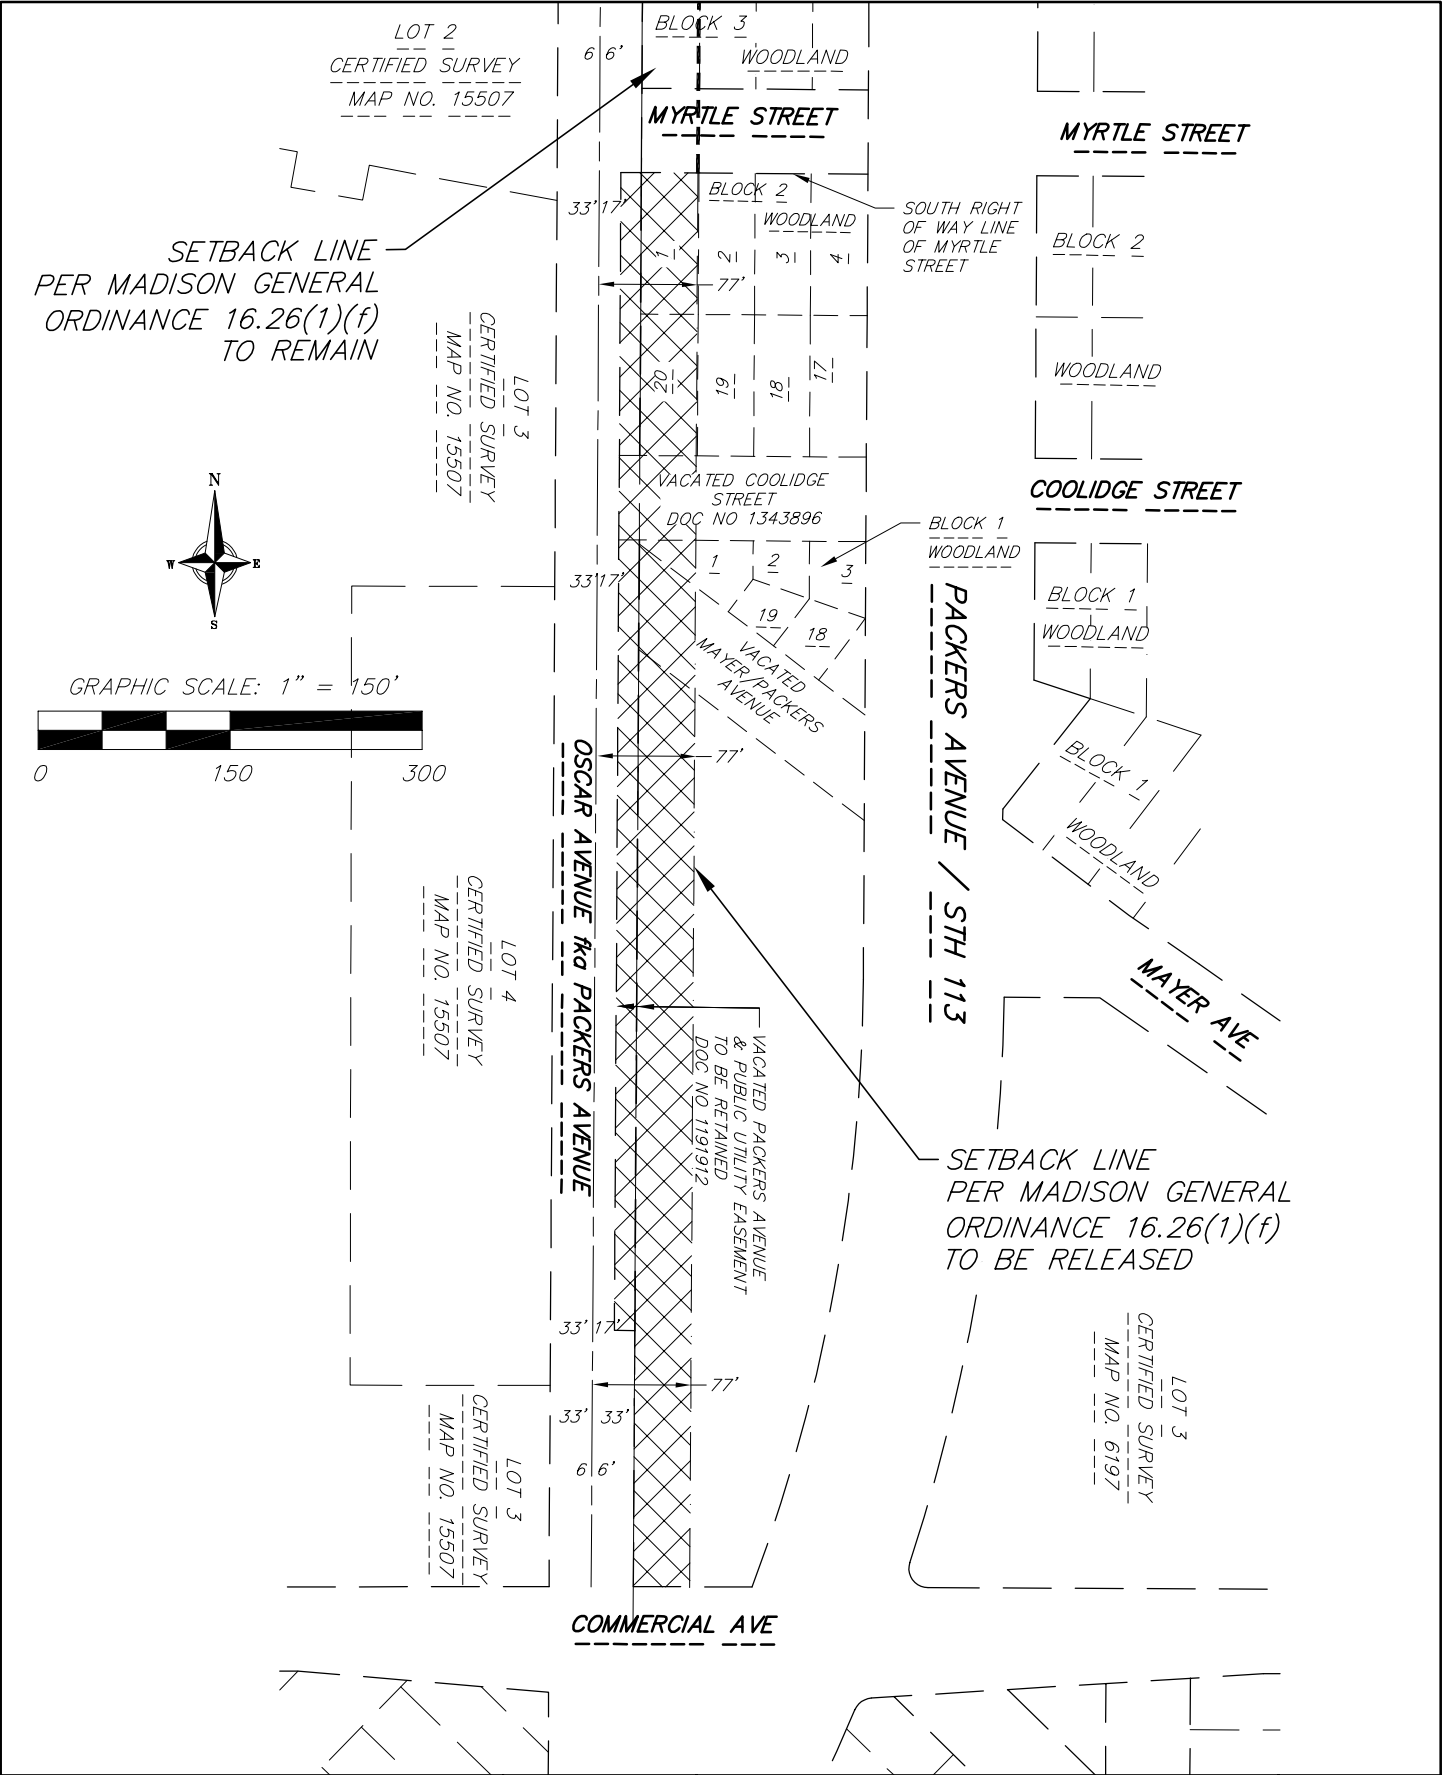 LOT 2
CERTIFIED SURVEY
MAP NO. 15507
6 6'
BLOCK 3
WOODLAND
MYRTLE STREET
MYRTLE STREET
33' 17'
BLOCK 2
WOODLAND
SOUTH RIGHT
OF WAY LINE
OF MYRTLE
STREET
BLOCK 2
SETBACK LINE
PER MADISON GENERAL
ORDINANCE 16.26(1)(f)
TO REMAIN
1
2
3
4
77'
LOT 3
CERTIFIED SURVEY
MAP NO. 15507
20
19
18
17
WOODLAND
N
W
E
S
VACATED COOLIDGE
STREET
DOC NO 1343896
COOLIDGE STREET
BLOCK 1
WOODLAND
1
2
3
33' 17'
19
18
BLOCK 1
WOODLAND
VACATED
MAYER/PACKERS
AVENUE
GRAPHIC SCALE: 1" = 150'
0
150
300
PACKERS AVENUE / STH 113
BLOCK 1
WOODLAND
77'
OSCAR AVENUE fka PACKERS AVENUE
LOT 4
CERTIFIED SURVEY
MAP NO. 15507
MAYER AVE
VACATED PACKERS AVENUE
& PUBLIC UTILITY EASEMENT
TO BE RETAINED
DOC NO 1191912
SETBACK LINE
PER MADISON GENERAL
ORDINANCE 16.26(1)(f)
TO BE RELEASED
33' 17'
77'
33' 33'
6 6'
LOT 3
CERTIFIED SURVEY
MAP NO. 15507
LOT 3
CERTIFIED SURVEY
MAP NO. 6197
COMMERCIAL AVE